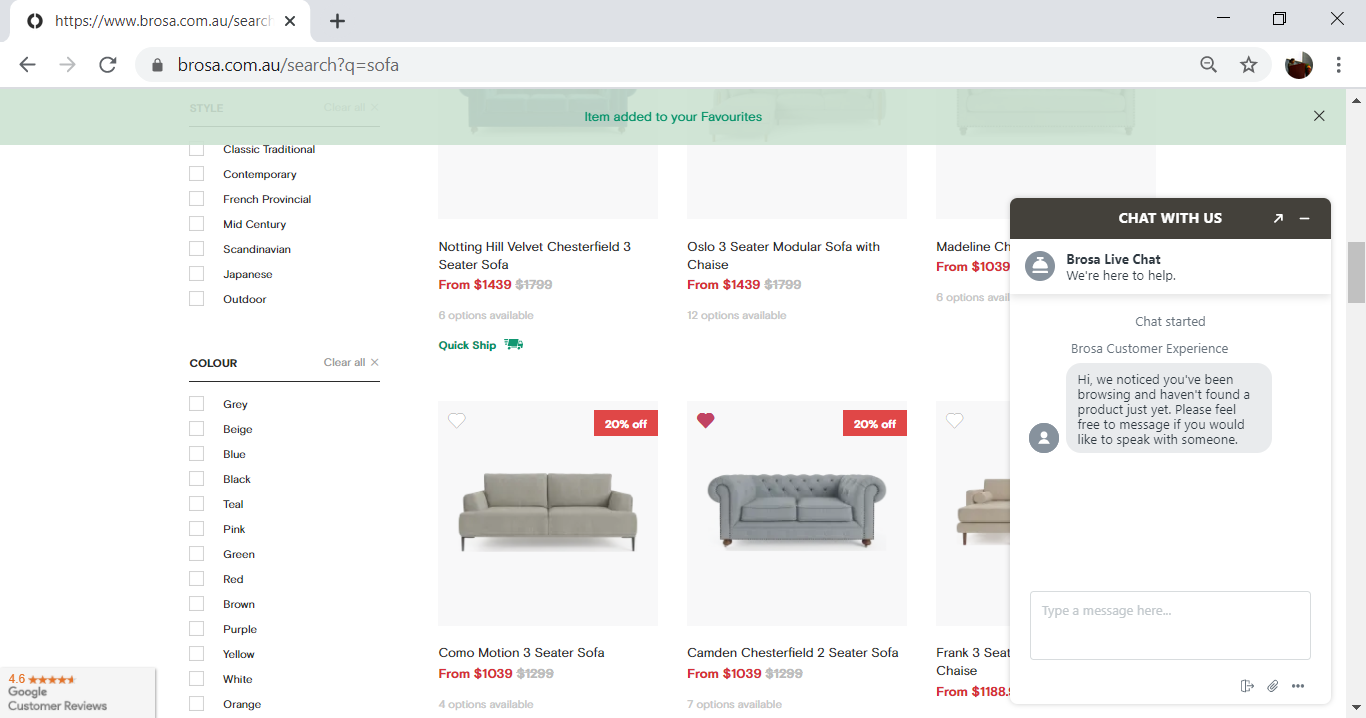 https://www.brosa.com.au/search
brosa.com.au/search?q=sofa
Item added to your Favourites
STYLE
Clear all ×
Classic Traditional
Contemporary
French Provincial
Mid Century
Scandinavian
Japanese
Outdoor
COLOUR
Clear all ×
Grey
Beige
Blue
Black
Teal
Pink
Green
Red
Brown
Purple
Yellow
White
Orange
Notting Hill Velvet Chesterfield 3
Seater Sofa
From $1439 $1799
6 options available
Quick Ship
Oslo 3 Seater Modular Sofa with
Chaise
From $1439 $1799
12 options available
Madeline Ch
From $1039
6 options avail
20% off
Como Motion 3 Seater Sofa
From $1039 $1299
4 options available
20% off
Camden Chesterfield 2 Seater Sofa
From $1039 $1299
7 options available
Frank 3 Seat
Chaise
From $1188.
CHAT WITH US
Brosa Live Chat
We're here to help.
Chat started
Brosa Customer Experience
Hi, we noticed you've been
browsing and haven't found a
product just yet. Please feel
free to message if you would
like to speak with someone.
Type a message here...
4.6
Google
Customer Reviews